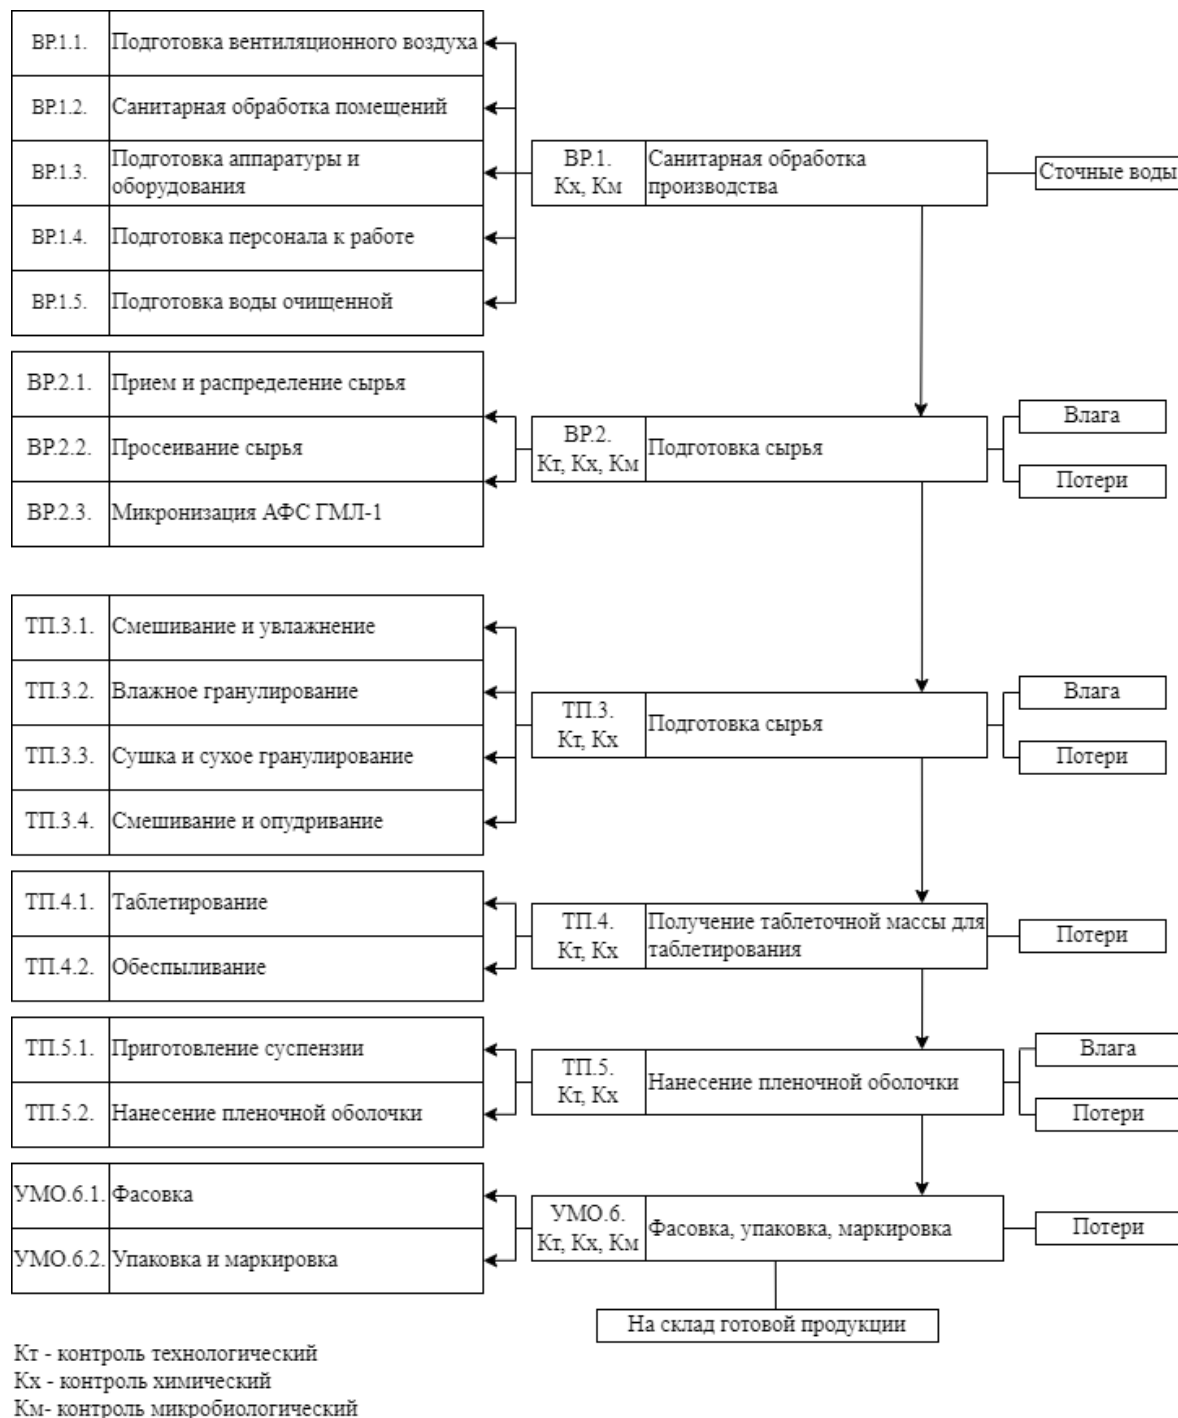 ВР.1.1. Подготовка вентиляционного воздуха
ВР.1.2. Санитарная обработка помещений
ВР.1.3. Подготовка аппаратуры и
оборудования
ВР.1.4. Подготовка персонала к работе
ВР.1.5. Подготовка воды очищенной
ВР.1.
Кх, Км
Санитарная обработка
производства
Сточные воды
ВР.2.1. Прием и распределение сырья
ВР.2.2. Просеивание сырья
ВР.2.3. Микронизация АФС ГМЛ-1
ВР.2.
Кт, Кх, Км
Подготовка сырья
Влага
Потери
ТП.3.1. Смешивание и увлажнение
ТП.3.2. Влажное гранулирование
ТП.3.3. Сушка и сухое гранулирование
ТП.3.4. Смешивание и опудривание
ТП.3.
Кт, Кх
Подготовка сырья
Влага
Потери
ТП.4.1. Таблетирование
ТП.4.2. Обеспыливание
ТП.4.
Кт, Кх
Получение таблеточной массы для
таблетирования
Потери
ТП.5.1. Приготовление суспензии
ТП.5.2. Нанесение пленочной оболочки
ТП.5.
Кт, Кх
Нанесение пленочной оболочки
Влага
Потери
УМО.6.1. Фасовка
УМО.6.2. Упаковка и маркировка
УМО.6.
Кт, Кх, Км
Фасовка, упаковка, маркировка
Потери
На склад готовой продукции
Кт - контроль технологический
Кх - контроль химический
Км- контроль микробиологический